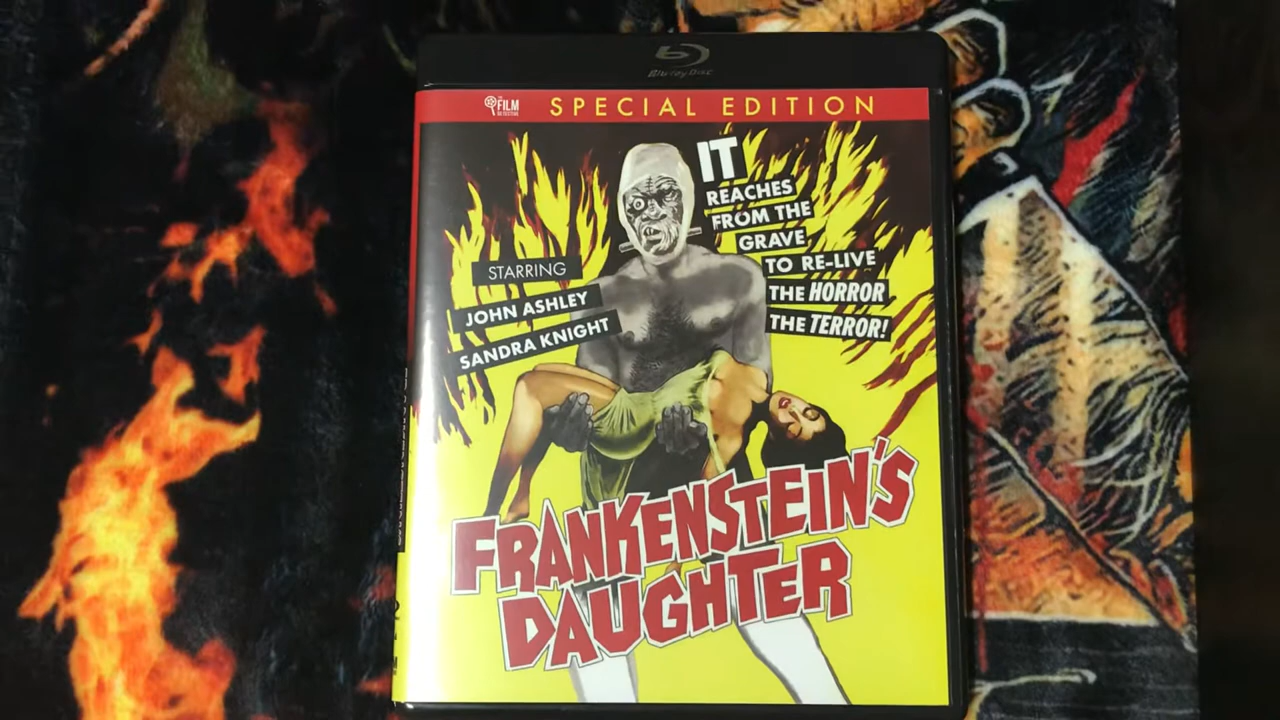 Blu-ray Disc
THE
FILM
DETECTIVE
SPECIAL EDITION
IT
REACHES
FROM THE
GRAVE
TO RE-LIVE
THE HORROR
THE TERROR!
STARRING
JOHN ASHLEY
SANDRA KNIGHT
FRANKENSTEIN'S
DAUGHTER